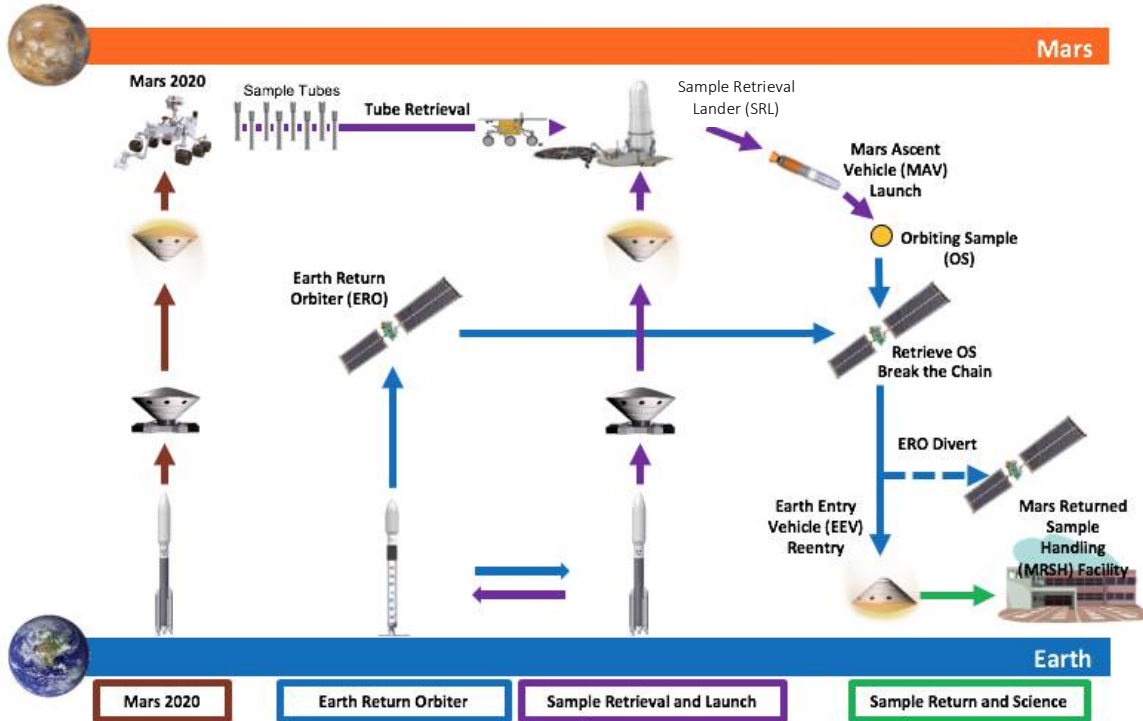 Mars
Mars 2020
Sample Tubes
Tube Retrieval
Sample Retrieval
Lander (SRL)
Mars Ascent
Vehicle (MAV)
Launch
Orbiting Sample
(OS)
Earth Return
Orbiter (ERO)
Retrieve OS
Break the Chain
ERO Divert
Earth Entry
Vehicle (EEV)
Reentry
Mars Returned
Sample
Handling
(MRSH) Facility
Earth
Mars 2020
Earth Return Orbiter
Sample Retrieval and Launch
Sample Return and Science